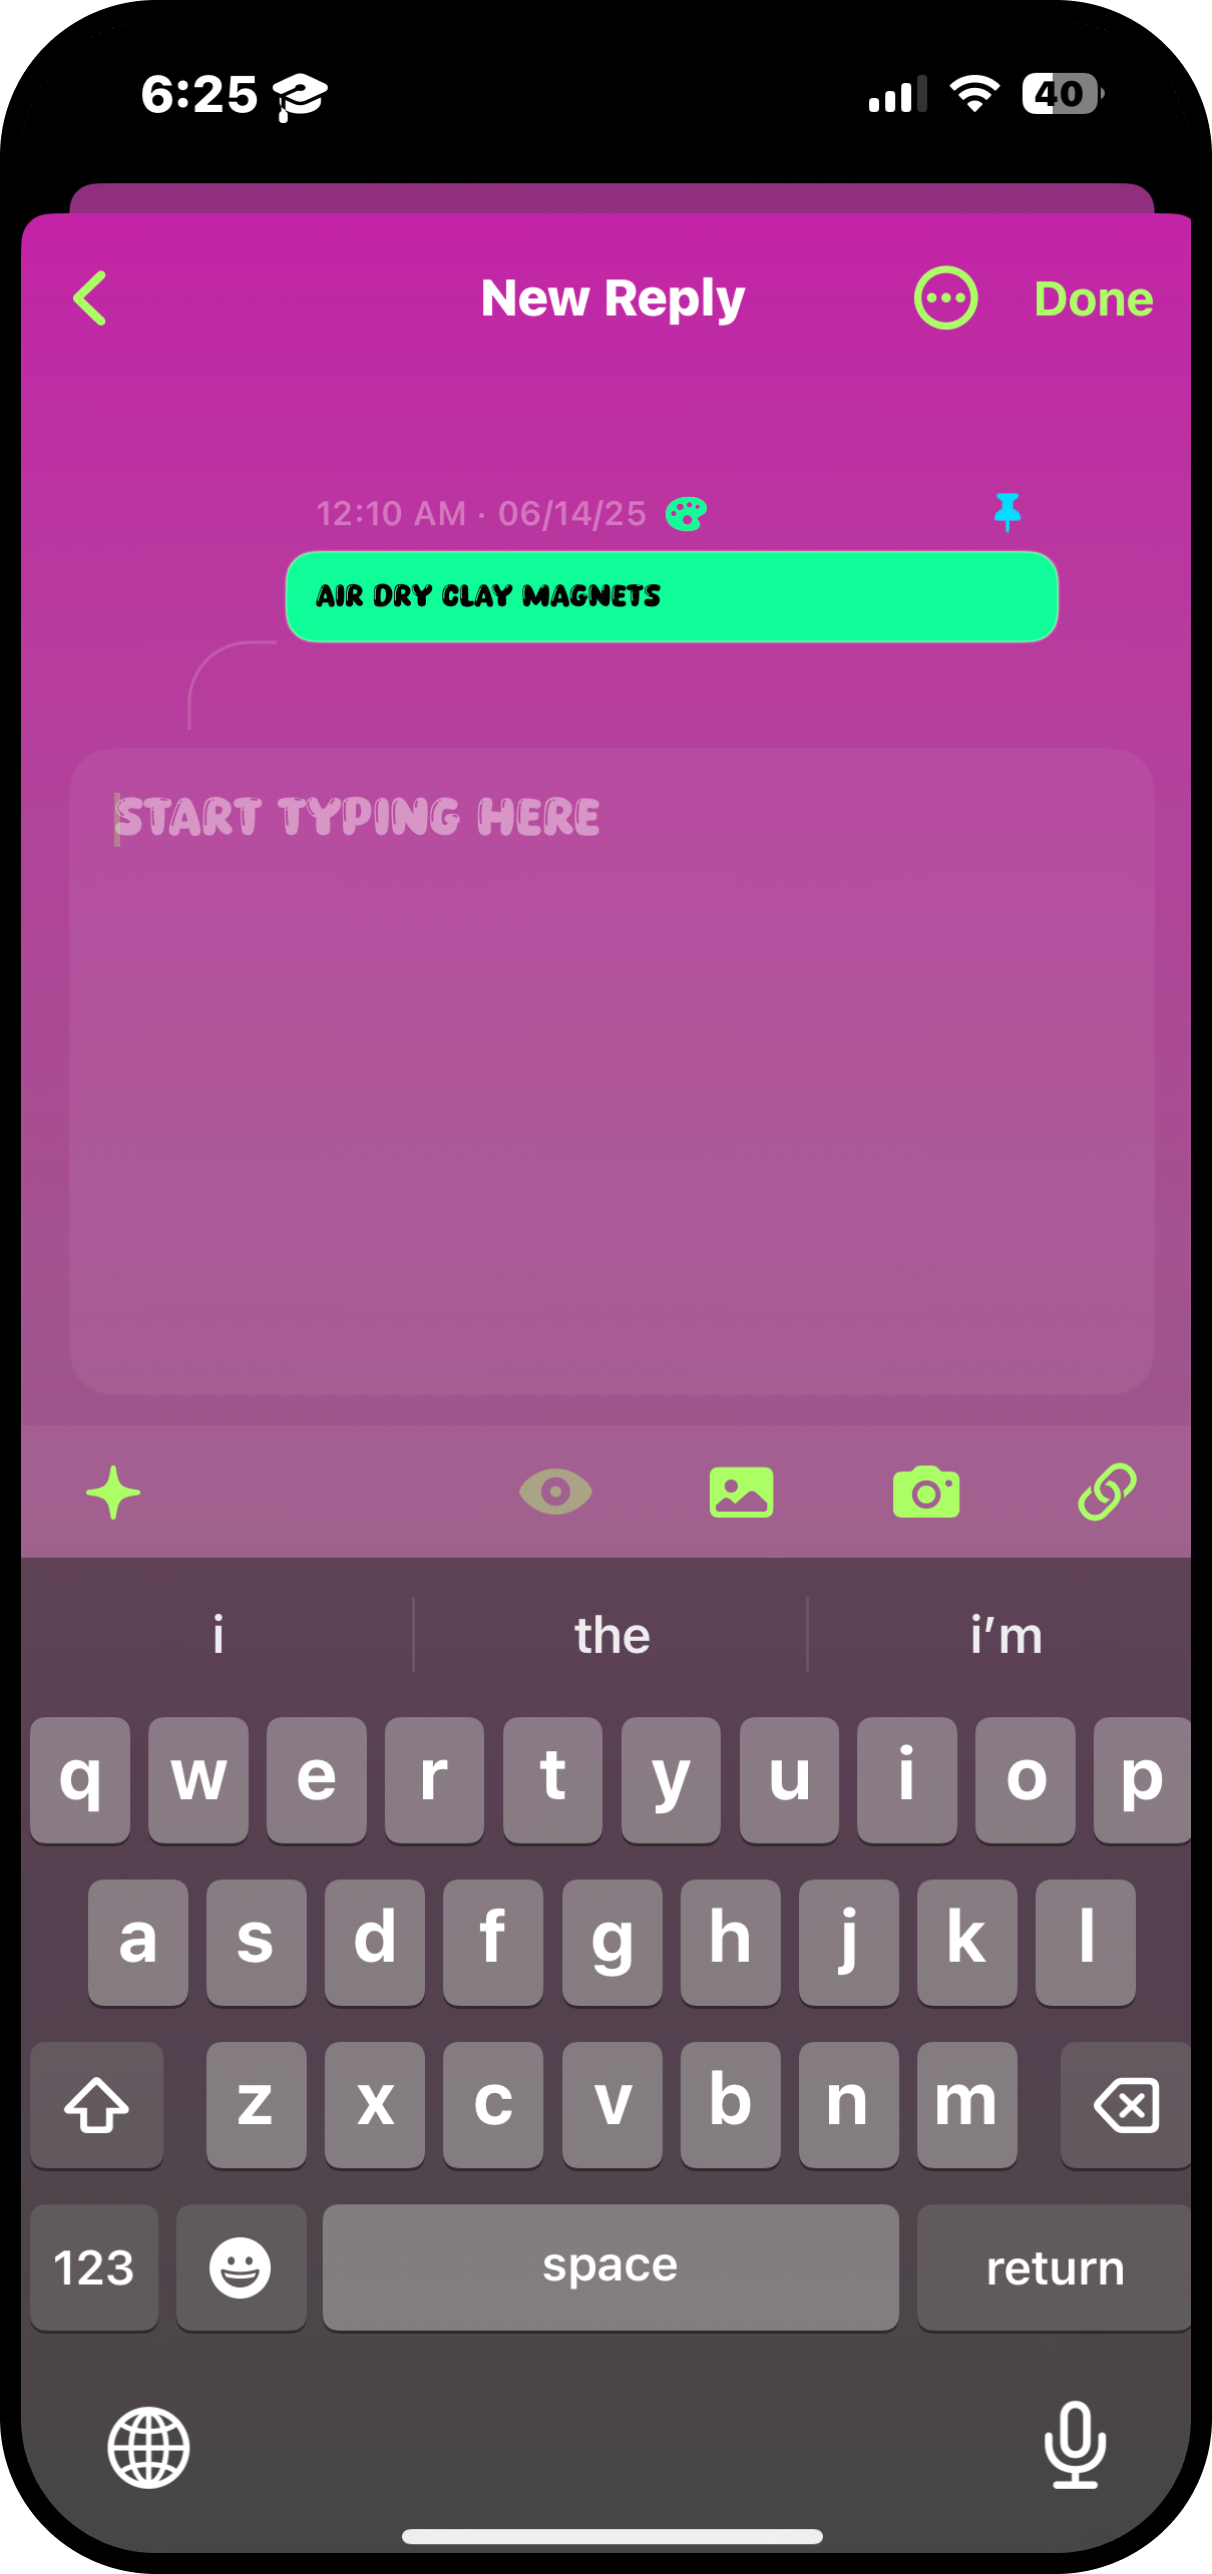 6:25
40
New Reply
Done
12:10 AM · 06/14/25
AIR DRY CLAY MAGNETS
START TYPING HERE
i the i'm
q w e r t y u i o p
a s d f g h j k l
z x c v b n m
123 space return